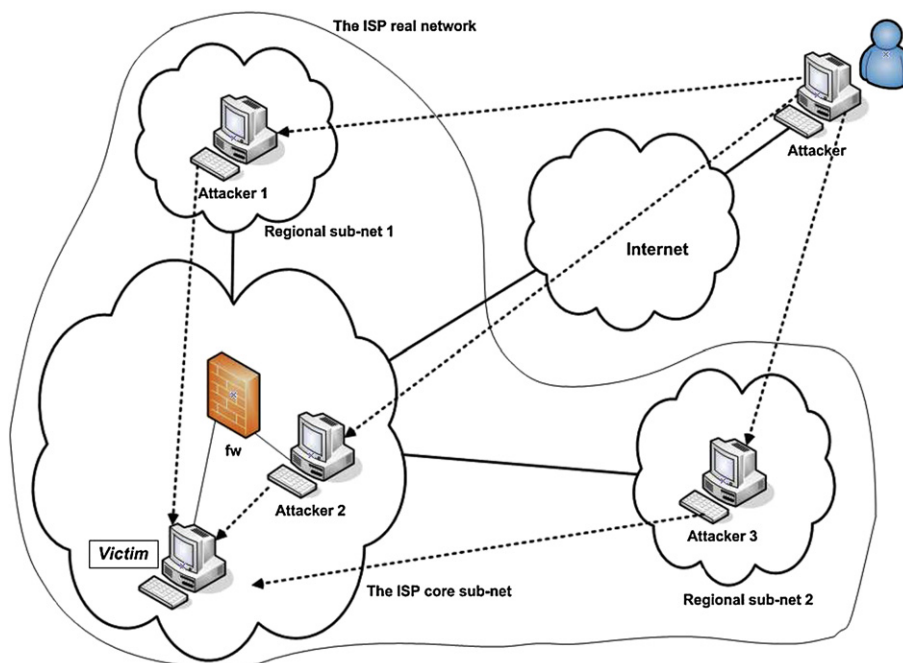 The ISP real network
Attacker
Attacker 1
Regional sub-net 1
Internet
fw
Attacker 2
Victim
Attacker 3
The ISP core sub-net
Regional sub-net 2